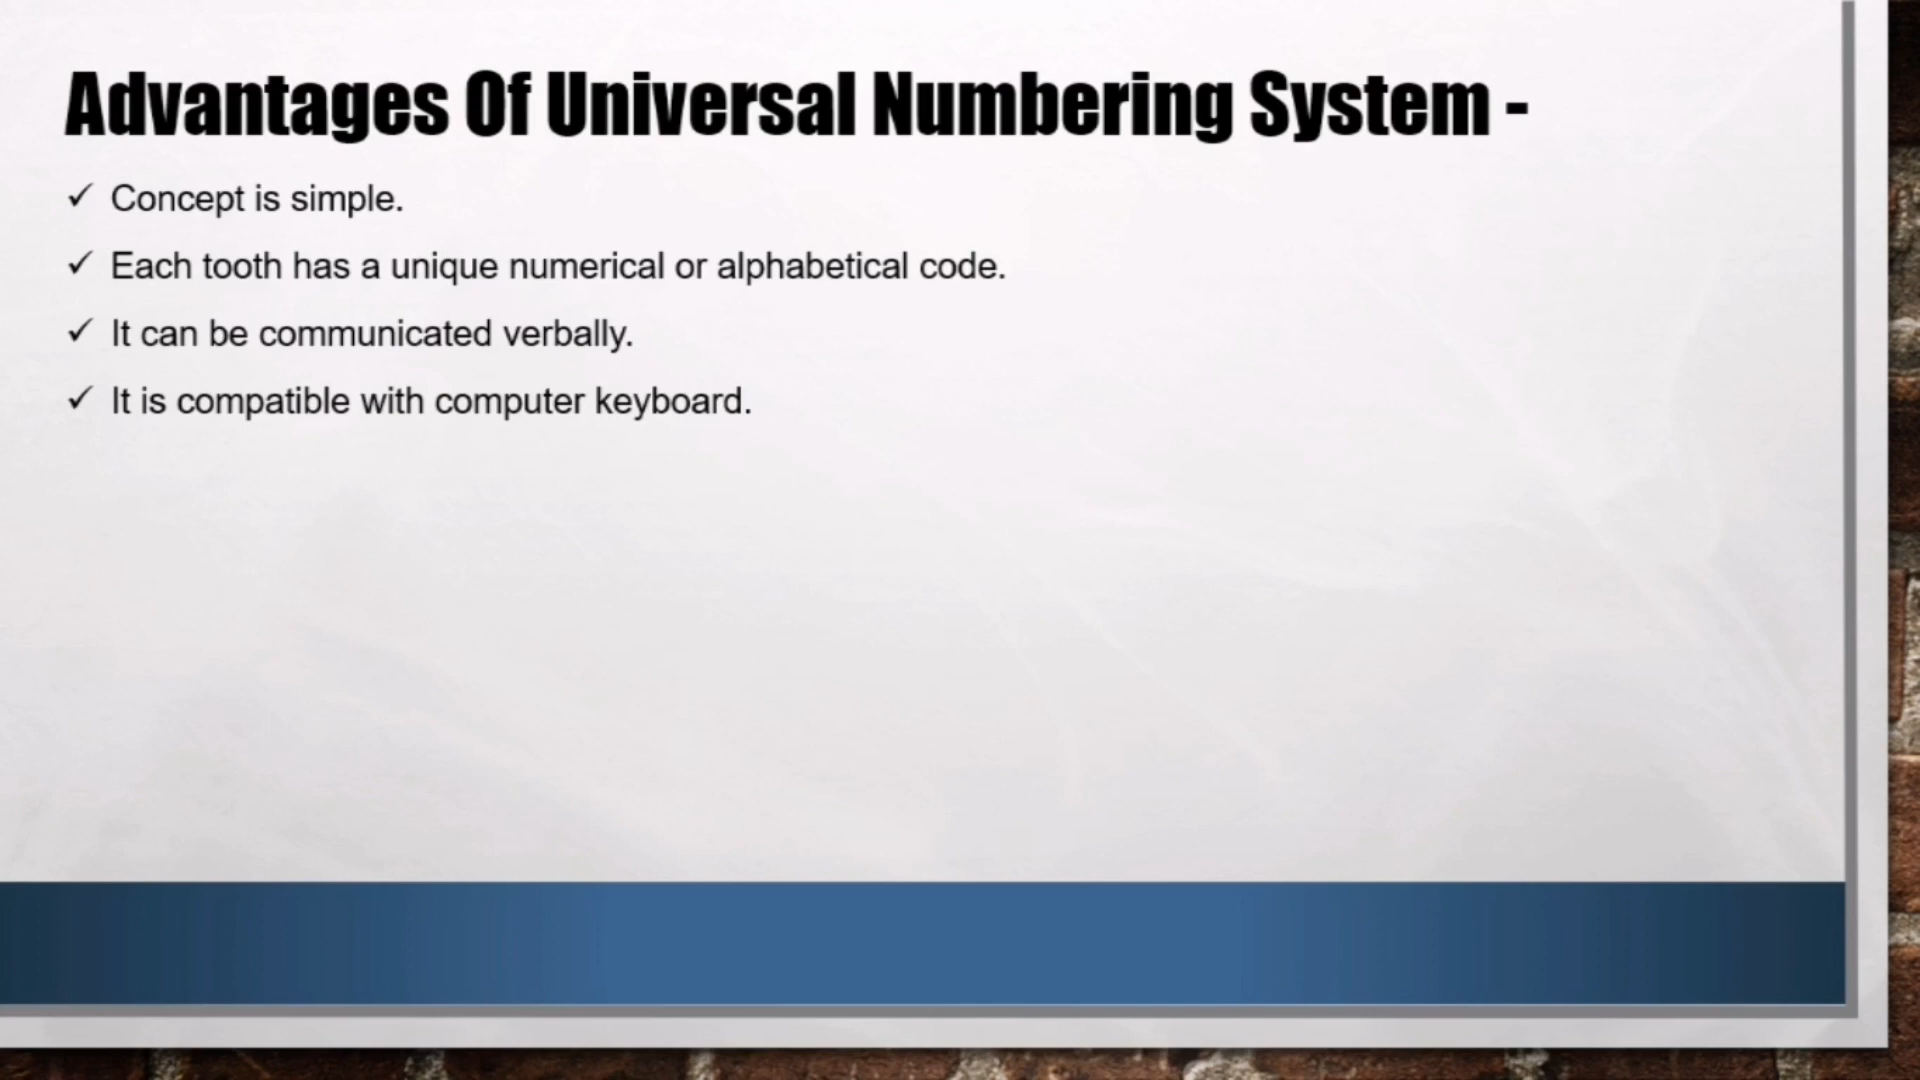 Advantages Of Universal Numbering System -
✓ Concept is simple.
✓ Each tooth has a unique numerical or alphabetical code.
✓ It can be communicated verbally.
✓ It is compatible with computer keyboard.